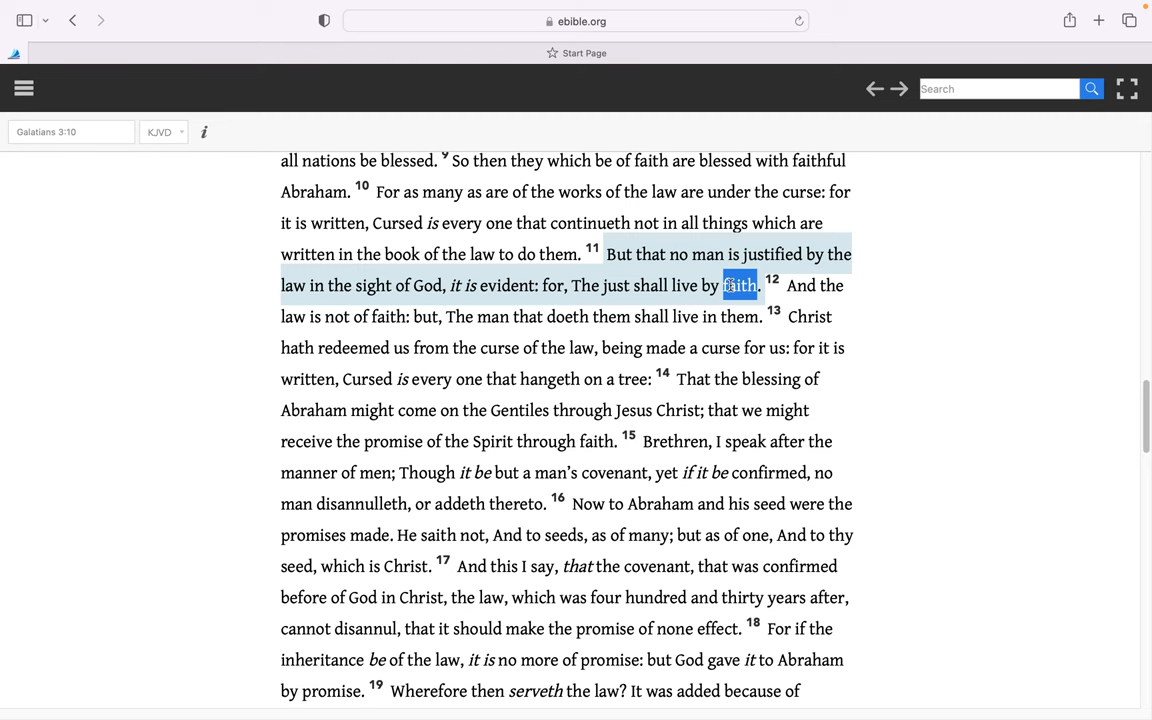 ebible.org
Start Page
Search
Galatians 3:10
KJVD
i
all nations be blessed. 9 So then they which be of faith are blessed with faithful
Abraham. 10 For as many as are of the works of the law are under the curse: for
it is written, Cursed is every one that continueth not in all things which are
written in the book of the law to do them. 11 But that no man is justified by the
law in the sight of God, it is evident: for, The just shall live by faith. 12 And the
law is not of faith: but, The man that doeth them shall live in them. 13 Christ
hath redeemed us from the curse of the law, being made a curse for us: for it is
written, Cursed is every one that hangeth on a tree: 14 That the blessing of
Abraham might come on the Gentiles through Jesus Christ; that we might
receive the promise of the Spirit through faith. 15 Brethren, I speak after the
manner of men; Though it be but a man’s covenant, yet if it be confirmed, no
man disannulleth, or addeth thereto. 16 Now to Abraham and his seed were the
promises made. He saith not, And to seeds, as of many; but as of one, And to thy
seed, which is Christ. 17 And this I say, that the covenant, that was confirmed
before of God in Christ, the law, which was four hundred and thirty years after,
cannot disannul, that it should make the promise of none effect. 18 For if the
inheritance be of the law, it is no more of promise: but God gave it to Abraham
by promise. 19 Wherefore then serveth the law? It was added because of